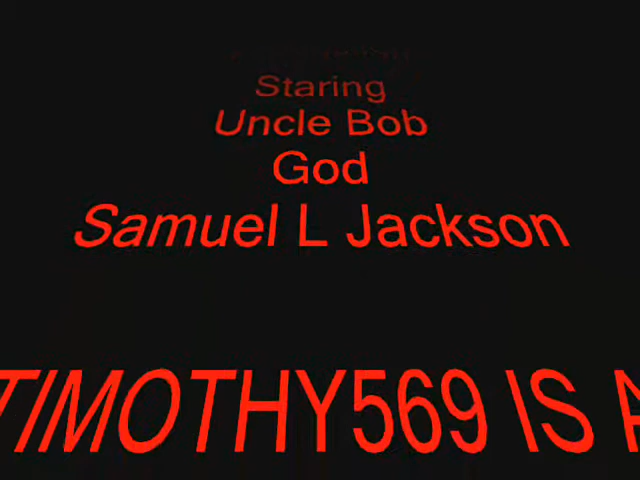 Staring
Uncle Bob
God
Samuel L Jackson
TIMOTHY569 IS A